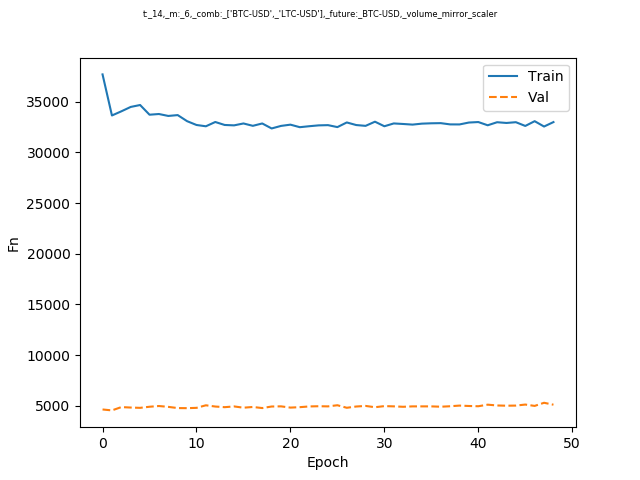 t:_14,_m:_6,_comb:_['BTC-USD',_'LTC-USD'],_future:_BTC-USD,_volume_mirror_scaler
Train
Val
35000
30000
25000
20000
15000
10000
5000
Fn
0 10 20 30 40 50
Epoch